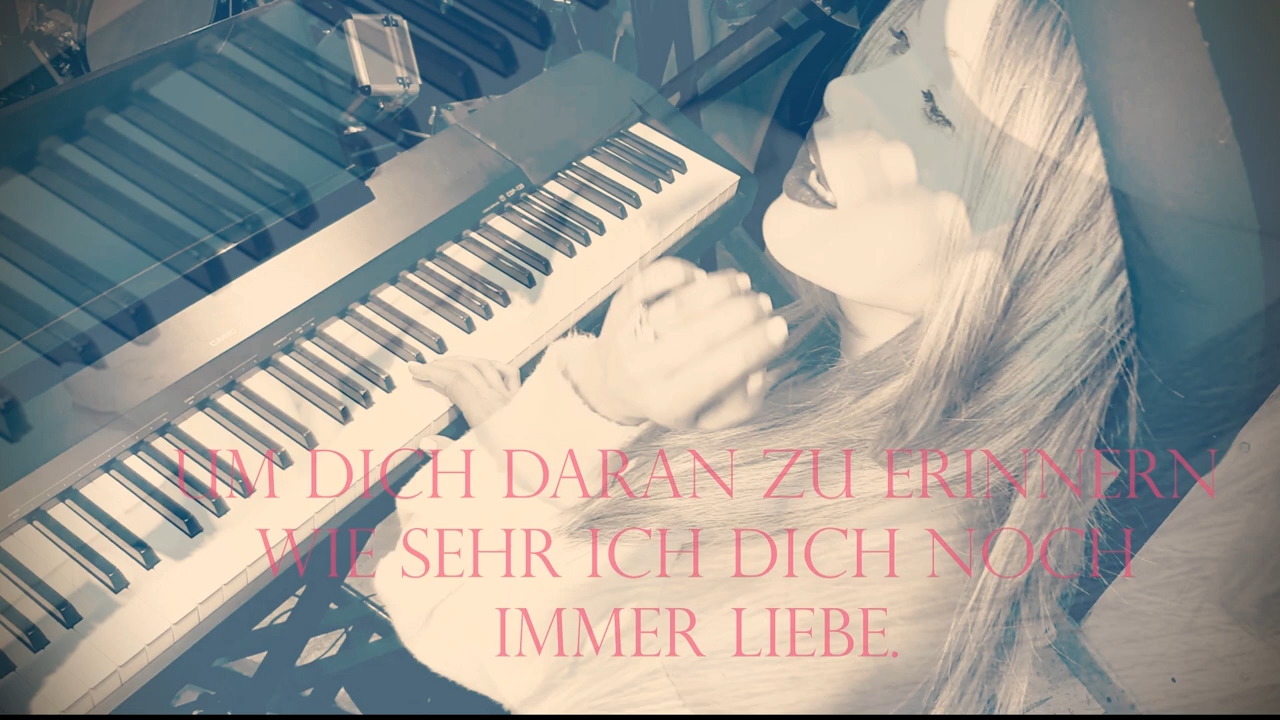 UM DICH DARAN ZU ERINNERN
WIE SEHR ICH DICH NOCH
IMMER LIEBE.